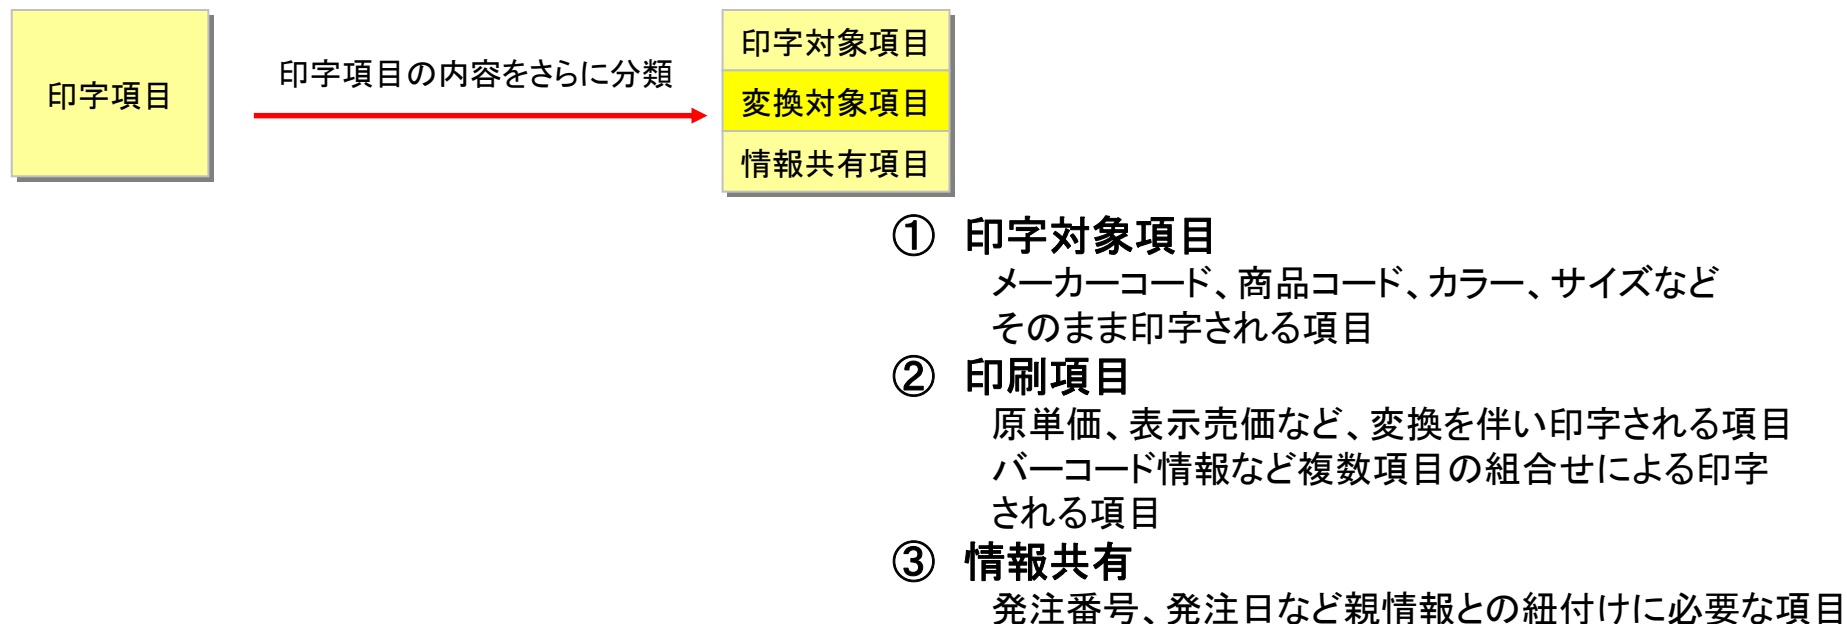 印字項目
印字項目の内容をさらに分類
印字対象項目
変換対象項目
情報共有項目
① 印字対象項目
メーカーコード、商品コード、カラー、サイズなど
そのまま印字される項目
② 印刷項目
原単価、表示売価など、変換を伴い印字される項目
バーコード情報など複数項目の組合せによる印字
される項目
③ 情報共有
発注番号、発注日など親情報との紐付けに必要な項目